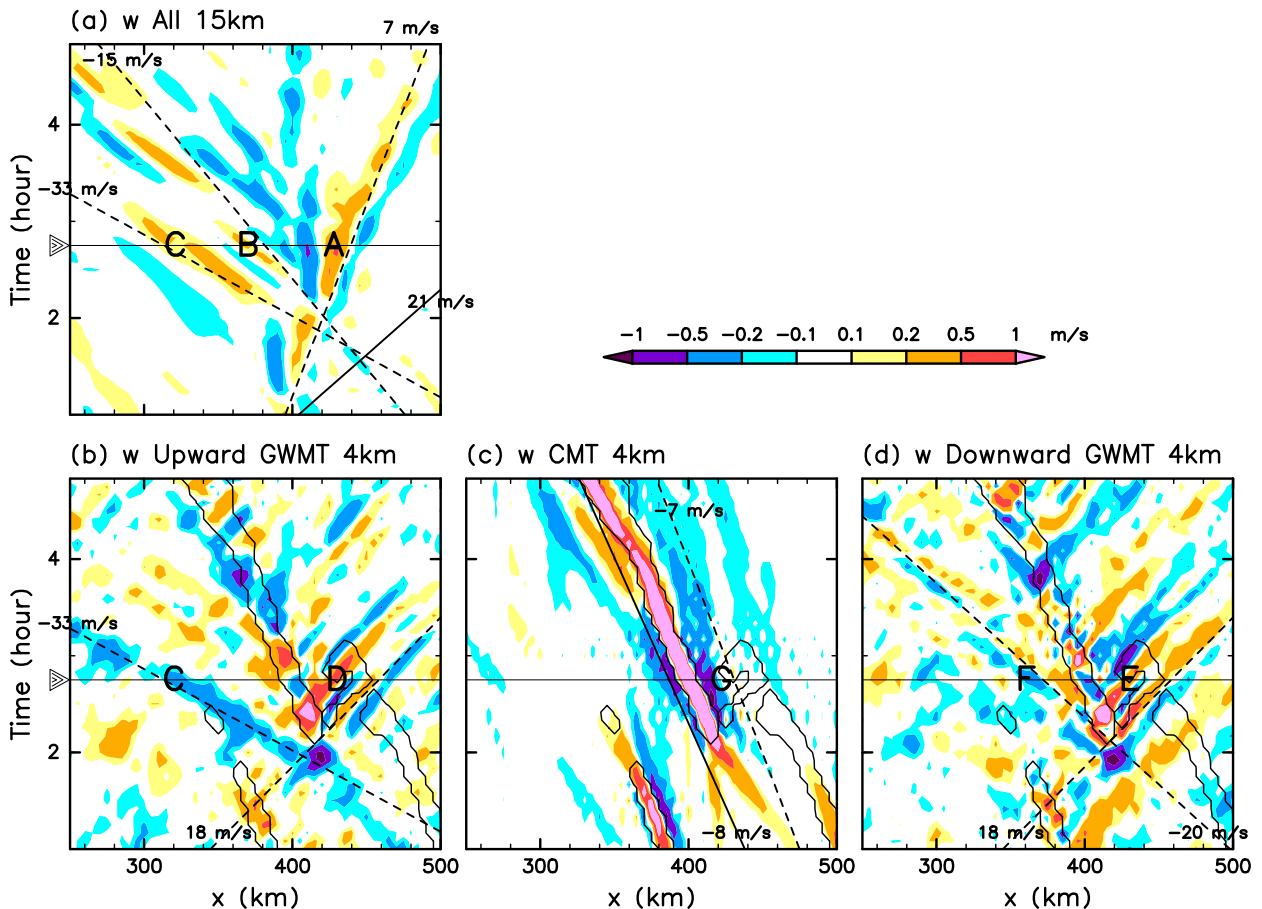 (a) w All 15km
7 m/s
−15 m/s
4
−33 m/s
C
B
A
21 m/s
2
Time (hour)
300
400
500
−1
−0.5
−0.2
−0.1
0.1
0.2
0.5
1
m/s
(b) w Upward GWMT 4km
(c) w CMT 4km
(d) w Downward GWMT 4km
−7 m/s
4
−33 m/s
C
D
G
F
E
2
Time (hour)
18 m/s
−8 m/s
18 m/s
−20 m/s
300
400
500
300
400
500
300
400
500
x (km)
x (km)
x (km)